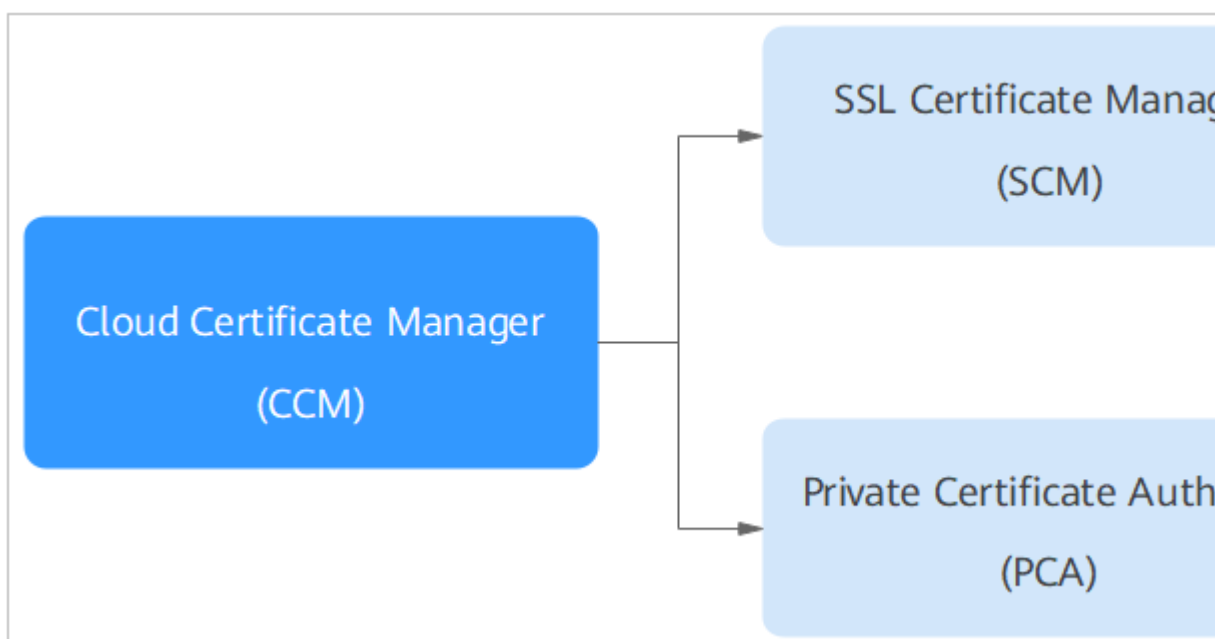 SSL Certificate
(SCM)
Cloud Certificate Manager
(CCM)
Private Certificate
(PCA)